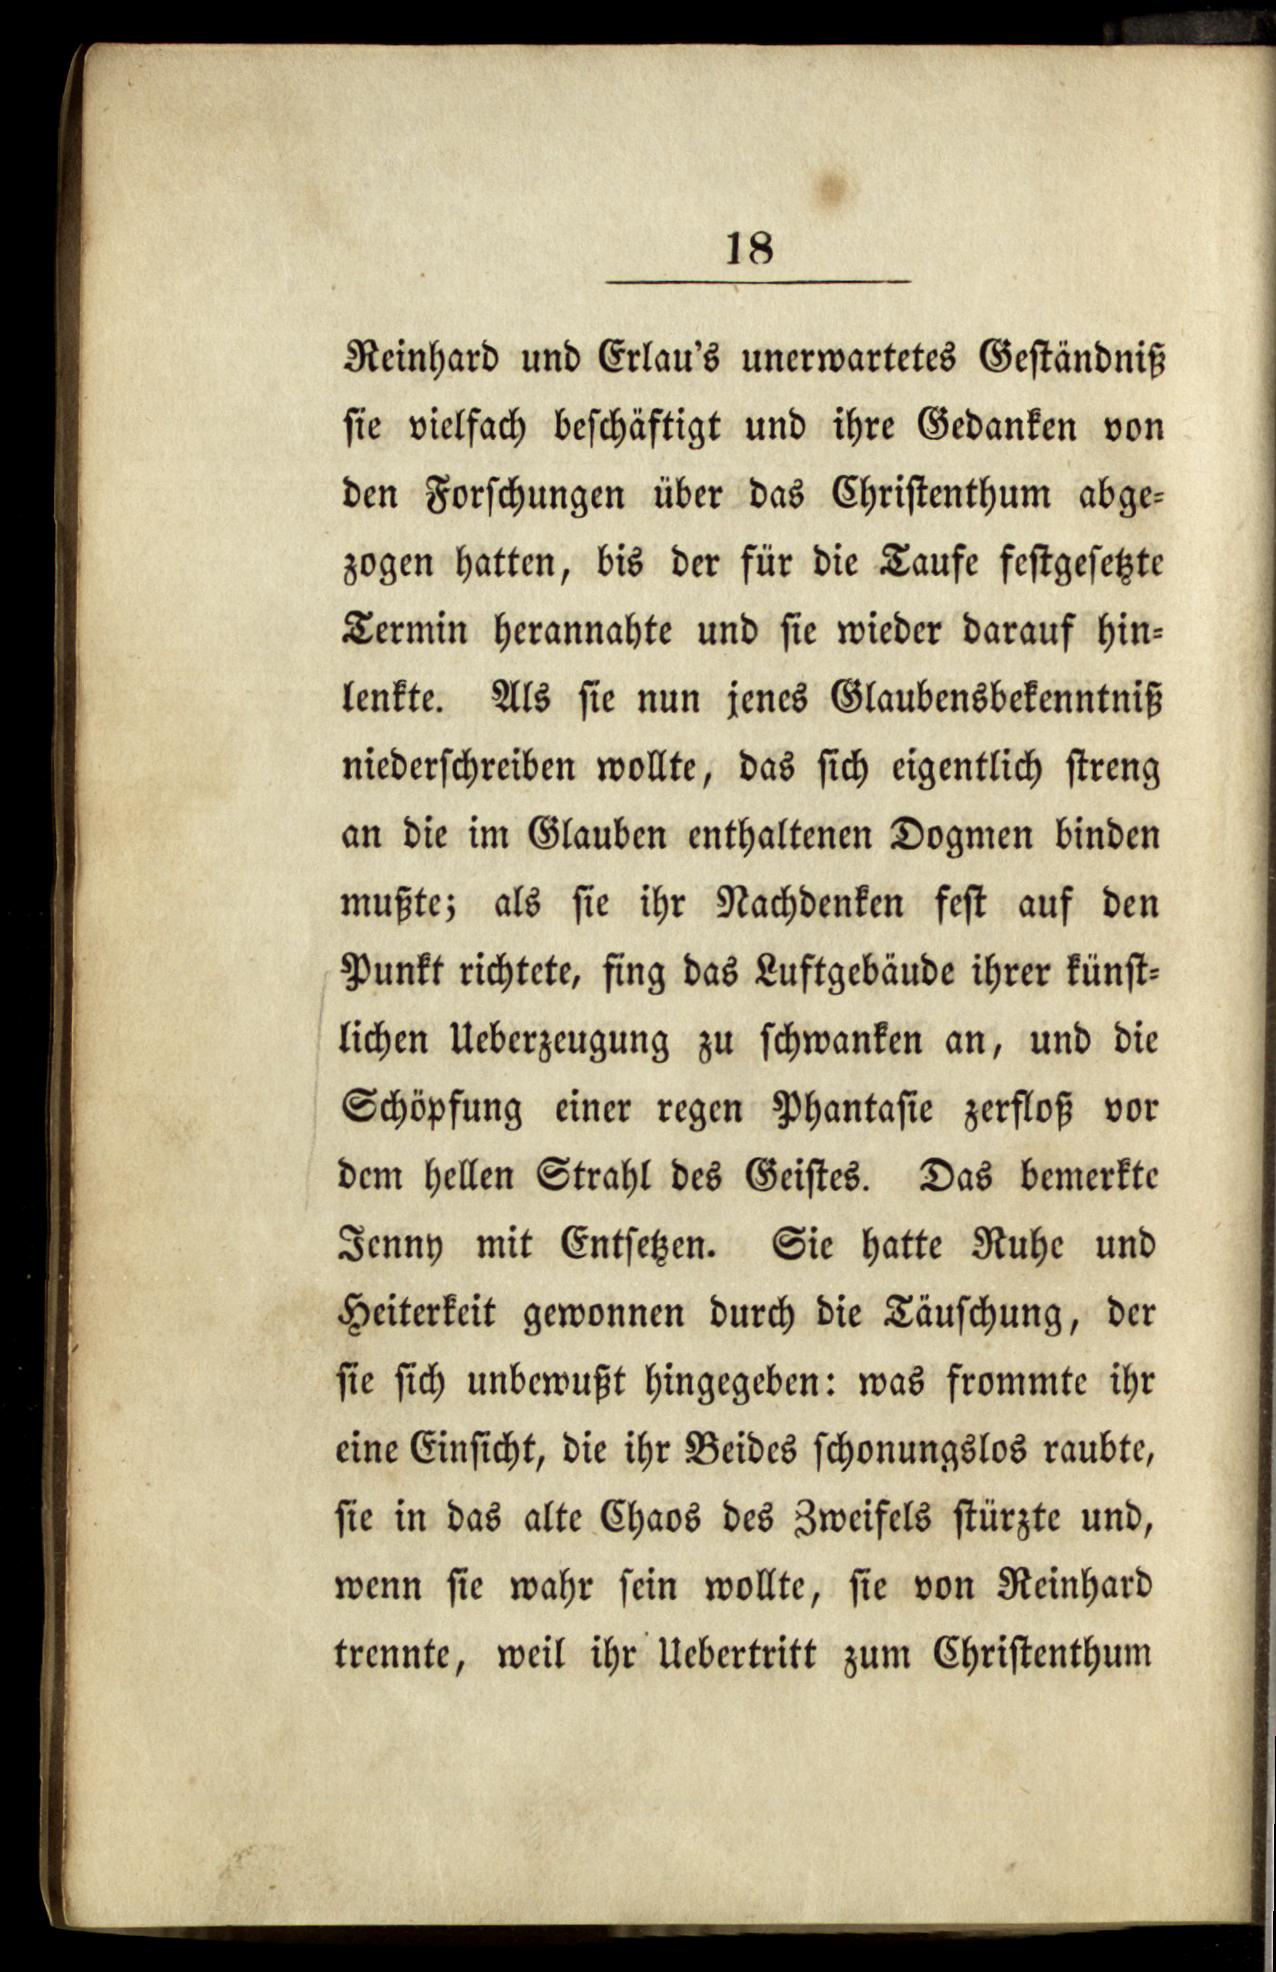 18
Reinhard und Erlau's unerwartetes Geständniß
sie vielfach beschäftigt und ihre Gedanken von
den Forschungen über das Christenthum abge-
zogen hatten, bis der für die Taufe festgesetzte
Termin herannahte und sie wieder darauf hin-
lenkte. Als sie nun jenes Glaubensbekenntniß
niederschreiben wollte, das sich eigentlich streng
an die im Glauben enthaltenen Dogmen binden
mußte; als sie ihr Nachdenken fest auf den
Punkt richtete, fing das Luftgebäude ihrer künst-
lichen Ueberzeugung zu schwanken an, und die
Schöpfung einer regen Phantasie zerfloß vor
dem hellen Strahl des Geistes. Das bemerkte
Jenny mit Entsetzen. Sie hatte Ruhe und
Heiterkeit gewonnen durch die Täuschung, der
sie sich unbewußt hingegeben: was frommte ihr
eine Einsicht, die ihr Beides schonungslos raubte,
sie in das alte Chaos des Zweifels stürzte und,
wenn sie wahr sein wollte, sie von Reinhard
trennte, weil ihr Uebertritt zum Christenthum